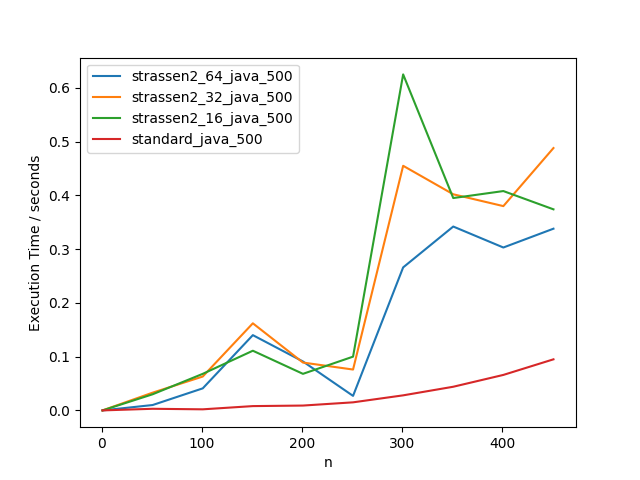 strassen2_64_java_500
strassen2_32_java_500
strassen2_16_java_500
standard_java_500
Execution Time / seconds
0.6
0.5
0.4
0.3
0.2
0.1
0.0
0 100 200 300 400
n